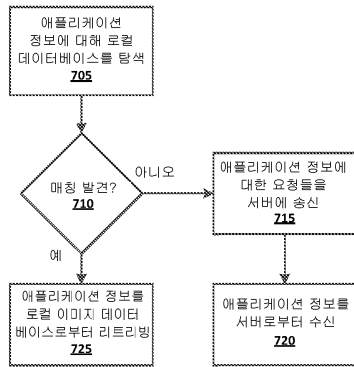 애플리케이션
정보에 대해 로컬
데이터베이스를 탐색
705
매칭 발견?
710
아니오
예
애플리케이션 정보에
대한 요청들을
서버에 송신
715
애플리케이션 정보를
로컬 이미지 데이터
베이스로부터 리트리빙
725
애플리케이션 정보를
서버로부터 수신
720